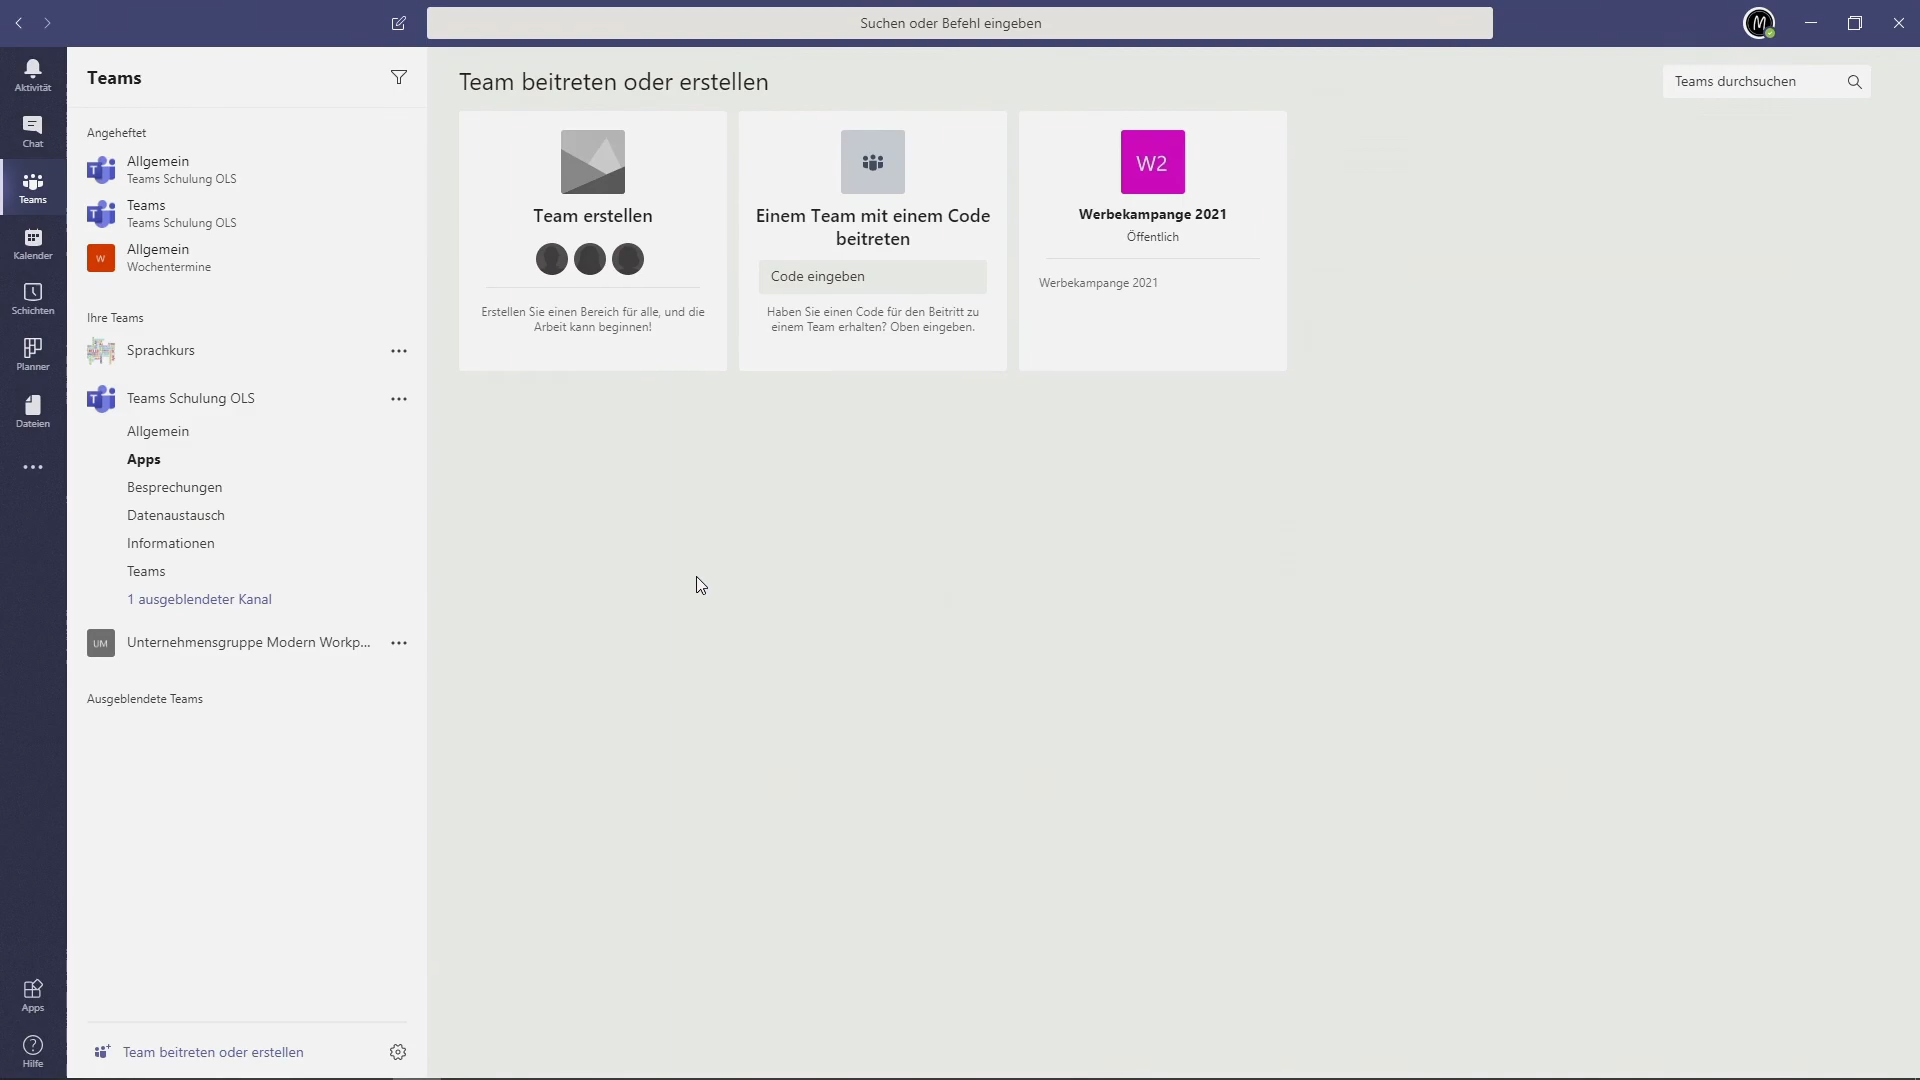 Suchen oder Befehl eingeben
M
Aktivität
Chat
Teams
Kalender
Schichten
Planner
Dateien
Apps
Hilfe
Teams
Angeheftet
T
Allgemein
Teams Schulung OLS
T
Teams
Teams Schulung OLS
W
Allgemein
Wochentermine
Ihre Teams
Sprachkurs
T
Teams Schulung OLS
Allgemein
Apps
Besprechungen
Datenaustausch
Informationen
Teams
1 ausgeblendeter Kanal
UM
Unternehmensgruppe Modern Workp...
Ausgeblendete Teams
Team beitreten oder erstellen
Team beitreten oder erstellen
Teams durchsuchen
Team erstellen
Erstellen Sie einen Bereich für alle, und die
Arbeit kann beginnen!
Einem Team mit einem Code
beitreten
Code eingeben
Haben Sie einen Code für den Beitritt zu
einem Team erhalten? Oben eingeben.
W2
Werbekampange 2021
Öffentlich
Werbekampange 2021